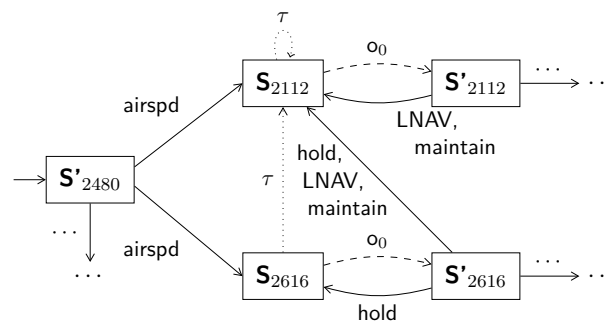 τ
S₂₁₁₂
o₀
S'₂₁₁₂
...
...
airspd
LNAV,
maintain
hold,
LNAV,
maintain
S'₂₄₈₀
τ
...
...
airspd
S₂₆₁₆
o₀
S'₂₆₁₆
...
...
hold